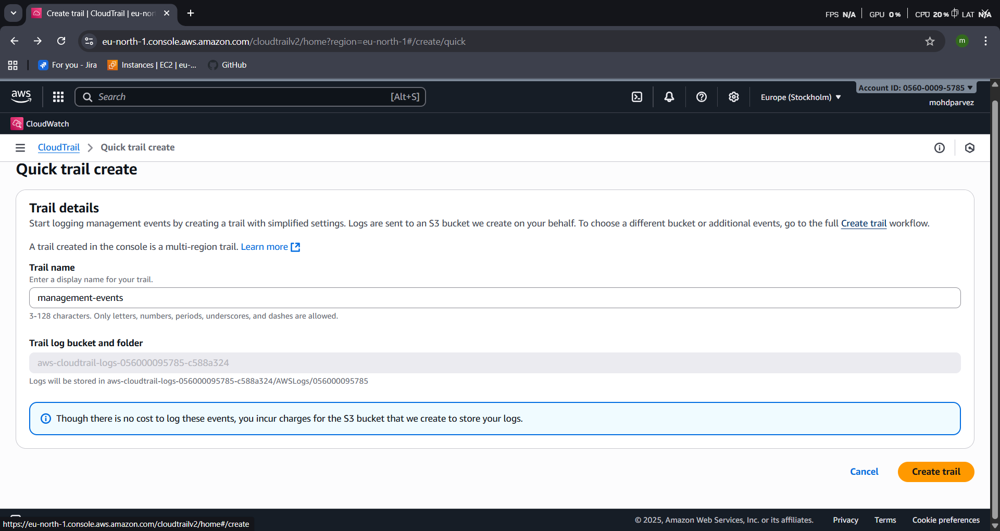 Create trail | CloudTrail | eu-nor
FPS N/A GPU 0% CPU 20% LAT N/A
eu-north-1.console.aws.amazon.com/cloudtrailv2/home?region=eu-north-1#/create/quick
m
For you - Jira
Instances | EC2 | eu-...
GitHub
aws
Search
[Alt+S]
Europe (Stockholm)
Account ID: 0560-0009-5785
mohdparvez
CloudWatch
CloudTrail
Quick trail create
Quick trail create
Trail details
Start logging management events by creating a trail with simplified settings. Logs are sent to an S3 bucket we create on your behalf. To choose a different bucket or additional events, go to the full Create trail workflow.
A trail created in the console is a multi-region trail. Learn more
Trail name
Enter a display name for your trail.
management-events
3-128 characters. Only letters, numbers, periods, underscores, and dashes are allowed.
Trail log bucket and folder
aws-cloudtrail-logs-056000095785-c588a324
Logs will be stored in aws-cloudtrail-logs-056000095785-c588a324/AWSLogs/056000095785
Though there is no cost to log these events, you incur charges for the S3 bucket that we create to store your logs.
Cancel
Create trail
https://eu-north-1.console.aws.amazon.com/cloudtrailv2/home#/create
© 2025, Amazon Web Services, Inc. or its affiliates.
Privacy
Terms
Cookie preferences